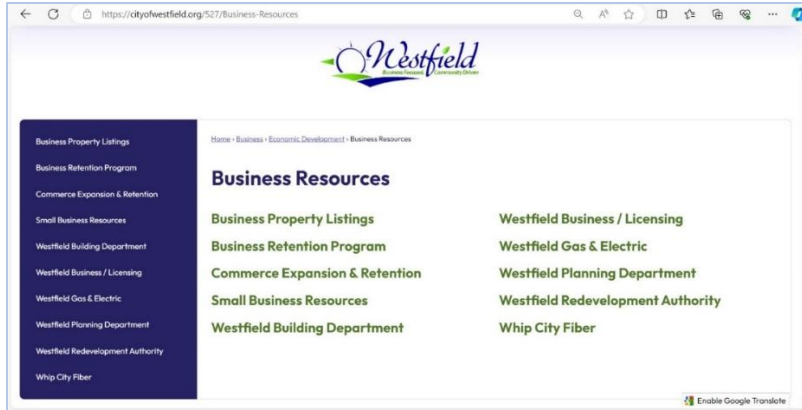 https://cityofwestfield.org/527/Business-Resources
Westfield
Business Focused, Community Driven
Business Property Listings
Business Retention Program
Commerce Expansion & Retention
Small Business Resources
Westfield Building Department
Westfield Business / Licensing
Westfield Gas & Electric
Westfield Planning Department
Westfield Redevelopment Authority
Whip City Fiber
Home › Business › Economic Development › Business Resources
Business Resources
Business Property Listings
Business Retention Program
Commerce Expansion & Retention
Small Business Resources
Westfield Building Department
Westfield Business / Licensing
Westfield Gas & Electric
Westfield Planning Department
Westfield Redevelopment Authority
Whip City Fiber
Enable Google Translate